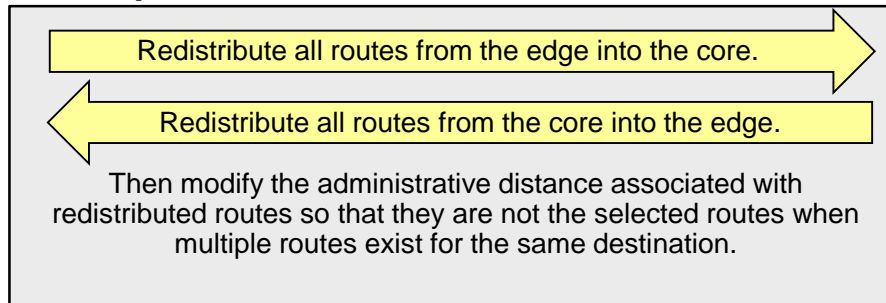 Redistribute all routes from the edge into the core.
Redistribute all routes from the core into the edge.
Then modify the administrative distance associated with
redistributed routes so that they are not the selected routes when
multiple routes exist for the same destination.